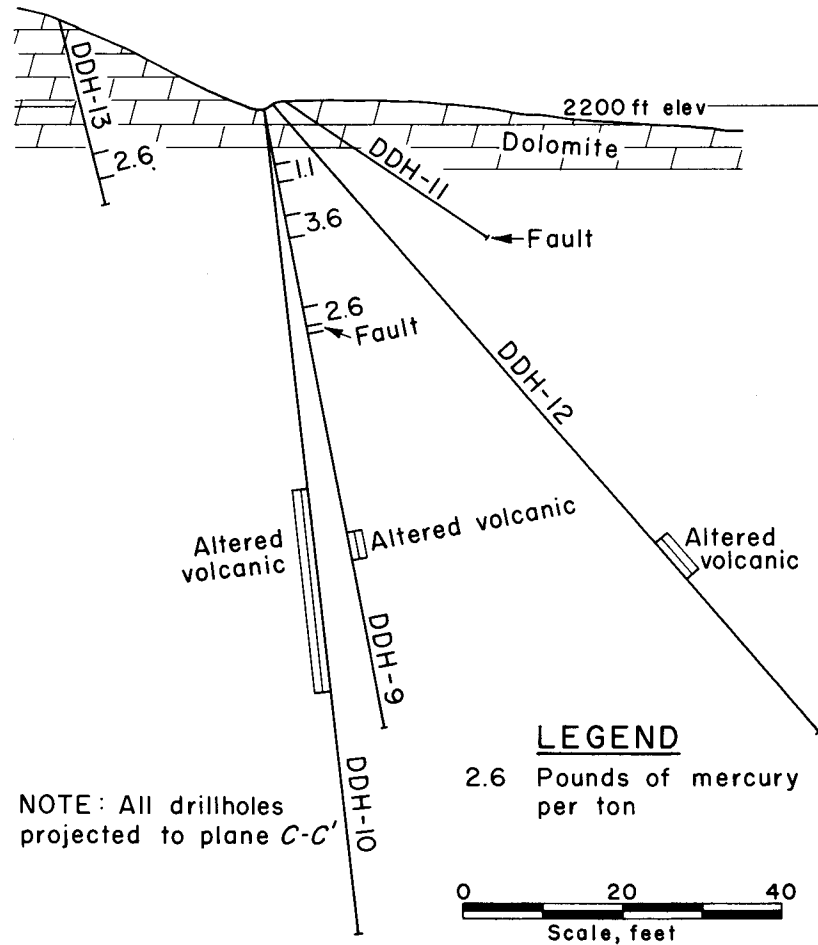 DDH-13
2.6
2200 ft elev
Dolomite
DDH-11
1.1
3.6
Fault
2.6
Fault
DDH-12
Altered
volcanic
Altered volcanic
Altered
volcanic
DDH-9
DDH-10
LEGEND
2.6 Pounds of mercury
per ton
NOTE: All drillholes
projected to plane C-C'
0 20 40
Scale, feet